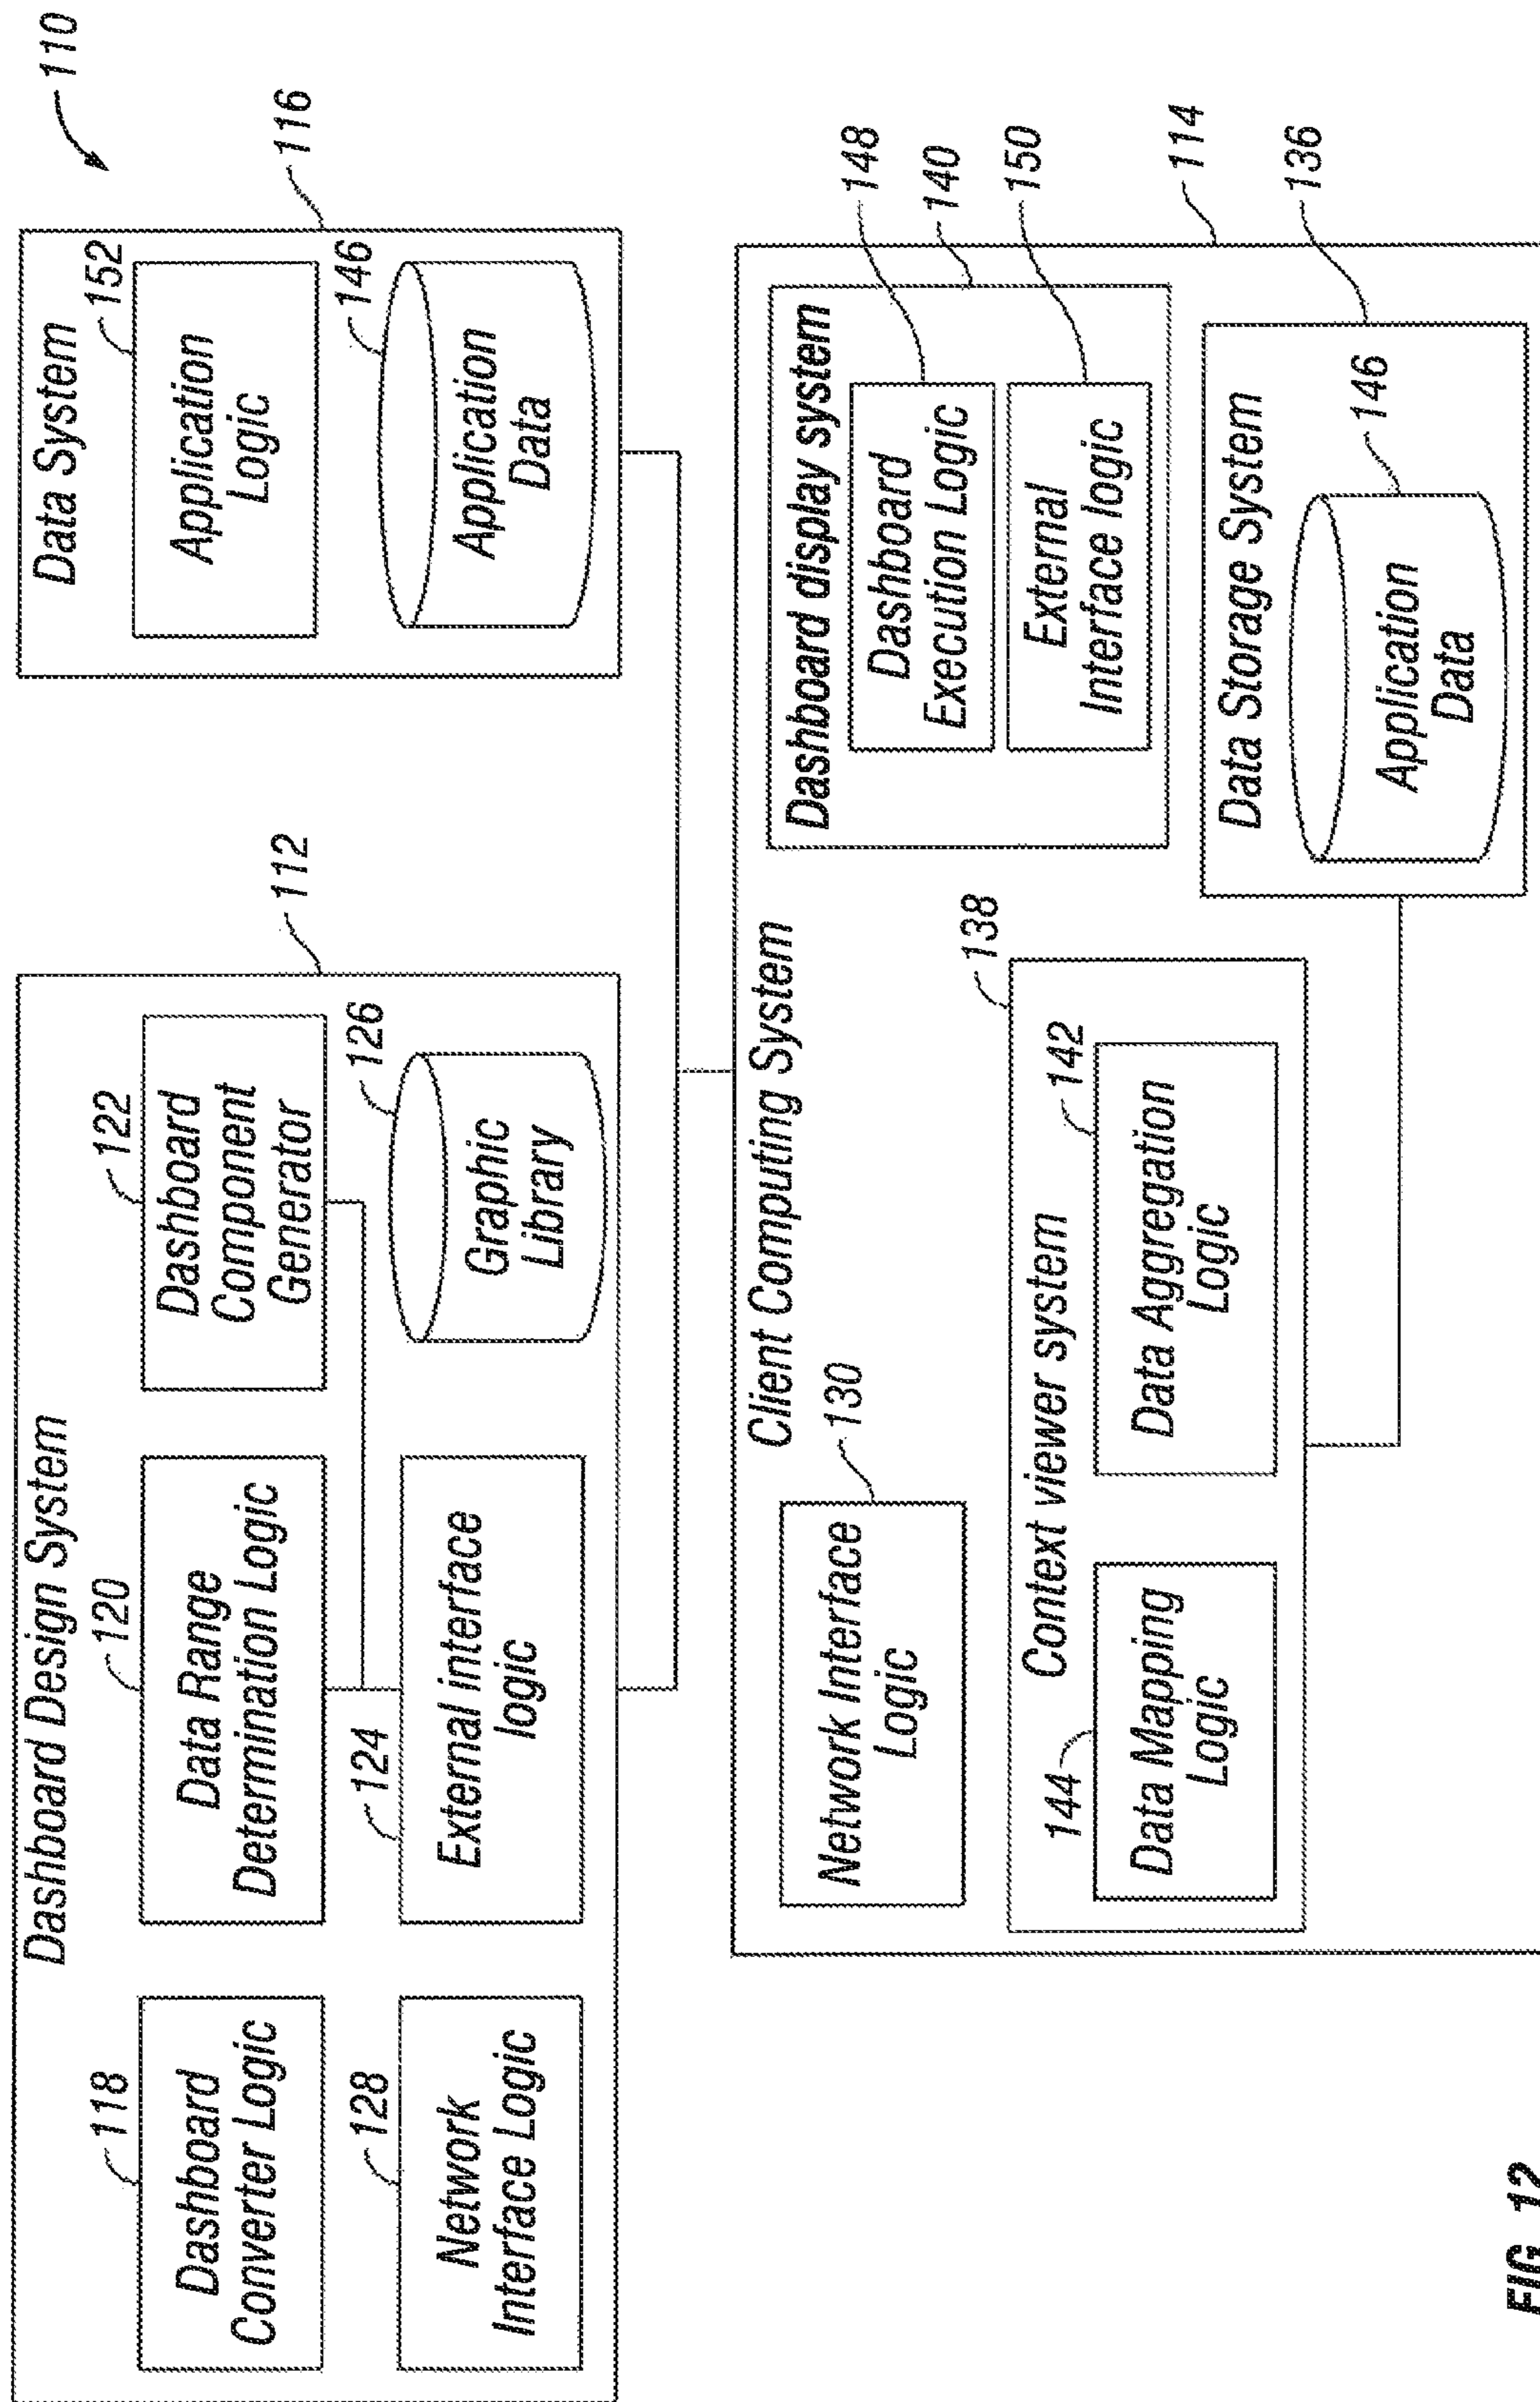 110
Dashboard Design System
112
118
Dashboard
Converter Logic
120
Data Range
Determination Logic
122
Dashboard
Component
Generator
128
Network
Interface Logic
124
External interface
logic
126
Graphic
Library
Data System
116
152
Application
Logic
146
Application
Data
Client Computing System
114
130
Network Interface
Logic
138
Context viewer system
144
Data Mapping
Logic
142
Data Aggregation
Logic
Dashboard display system
148
Dashboard
Execution Logic
140
External
Interface logic
150
Data Storage System
136
146
Application
Data
FIG. 12